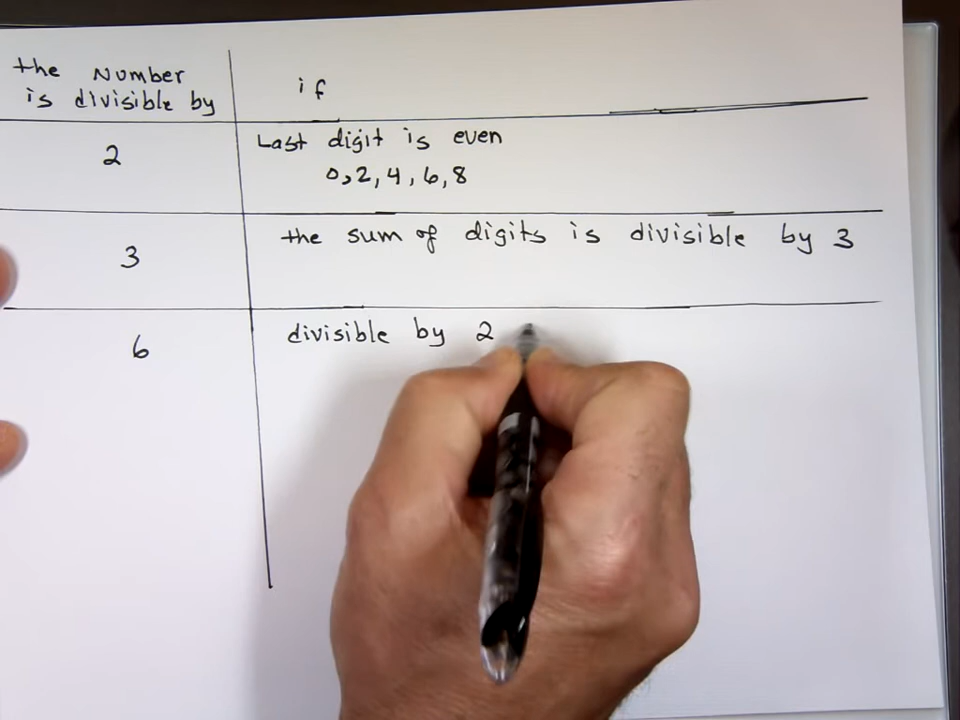 the Number
is divisible by
if
2
Last digit is even
0,2,4,6,8
3
the sum of digits is divisible by 3
6
divisible by 2